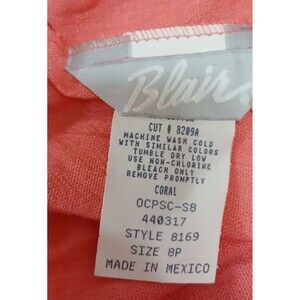 Blair
CUT # 8209A
MACHINE WASH COLD
WITH SIMILAR COLORS
TUMBLE DRY LOW
USE NON-CHLORINE
BLEACH ONLY
REMOVE PROMPTLY
CORAL
OCPSC-S8
440317
STYLE 8169
SIZE 8P
MADE IN MEXICO